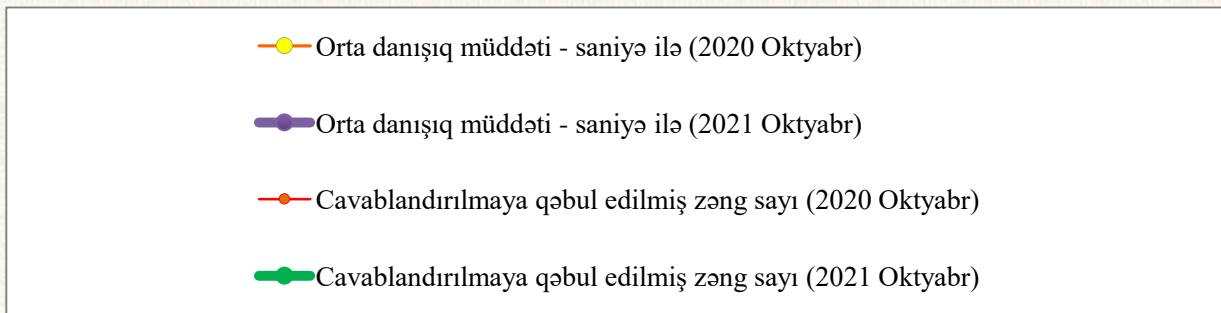 Orta danışıq müddəti - saniyə ilə (2020 Oktyabr)
Orta danışıq müddəti - saniyə ilə (2021 Oktyabr)
Cavablandırılmaya qəbul edilmiş zəng sayı (2020 Oktyabr)
Cavablandırılmaya qəbul edilmiş zəng sayı (2021 Oktyabr)